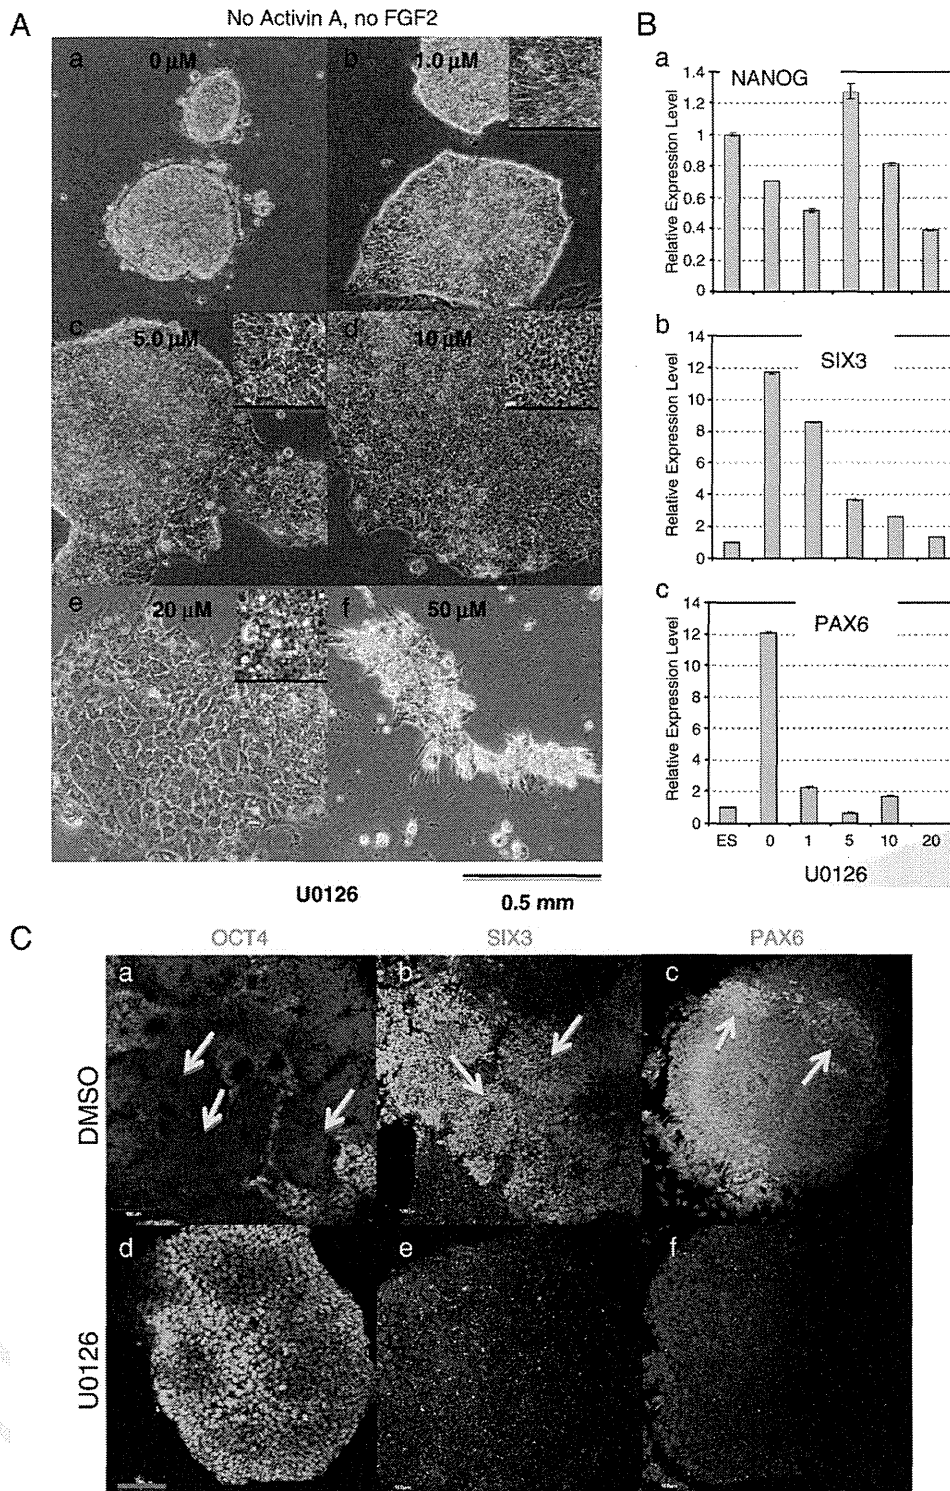 A
No Activin A, no FGF2
a
0 µM
b
1.0 µM
c
5.0 µM
d
10 µM
e
20 µM
f
50 µM
U0126
0.5 mm
B
a
NANOG
Relative Expression Level
1.4
1.2
1
0.8
0.6
0.4
0.2
0
b
SIX3
Relative Expression Level
14
12
10
8
6
4
2
0
c
PAX6
Relative Expression Level
14
12
10
8
6
4
2
0
ES 0 1 5 10 20
U0126
C
OCT4 SIX3 PAX6
DMSO
a b c
U0126
d e f